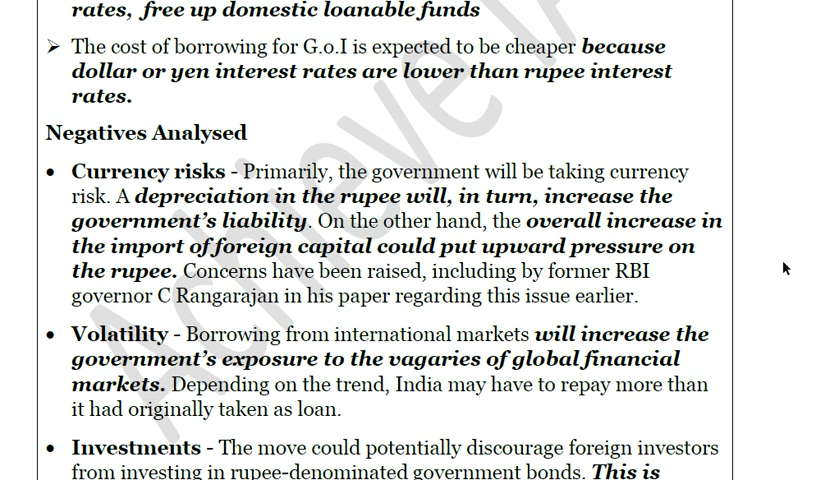 rates, free up domestic loanable funds
➤ The cost of borrowing for G.o.I is expected to be cheaper because
dollar or yen interest rates are lower than rupee interest
rates.
Negatives Analysed
• Currency risks - Primarily, the government will be taking currency
risk. A depreciation in the rupee will, in turn, increase the
government's liability. On the other hand, the overall increase in
the import of foreign capital could put upward pressure on
the rupee. Concerns have been raised, including by former RBI
governor C Rangarajan in his paper regarding this issue earlier.
• Volatility - Borrowing from international markets will increase the
government's exposure to the vagaries of global financial
markets. Depending on the trend, India may have to repay more than
it had originally taken as loan.
• Investments - The move could potentially discourage foreign investors
from investing in rupee-denominated government bonds. This is
Achieve IA